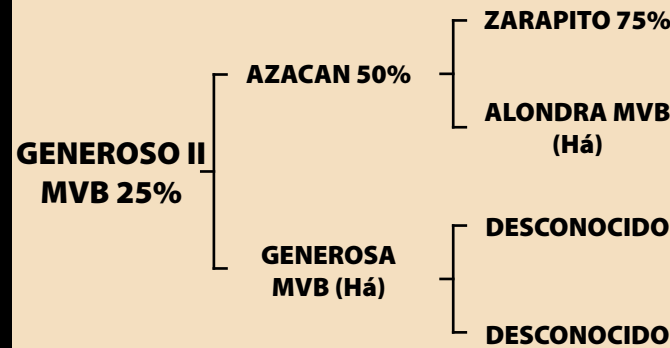 ZARAPITO 75%
AZACAN 50%
ALONDRA MVB
(Há)
GENEROSO II
MVB 25%
DESCONOCIDO
GENEROSA
MVB (Há)
DESCONOCIDO